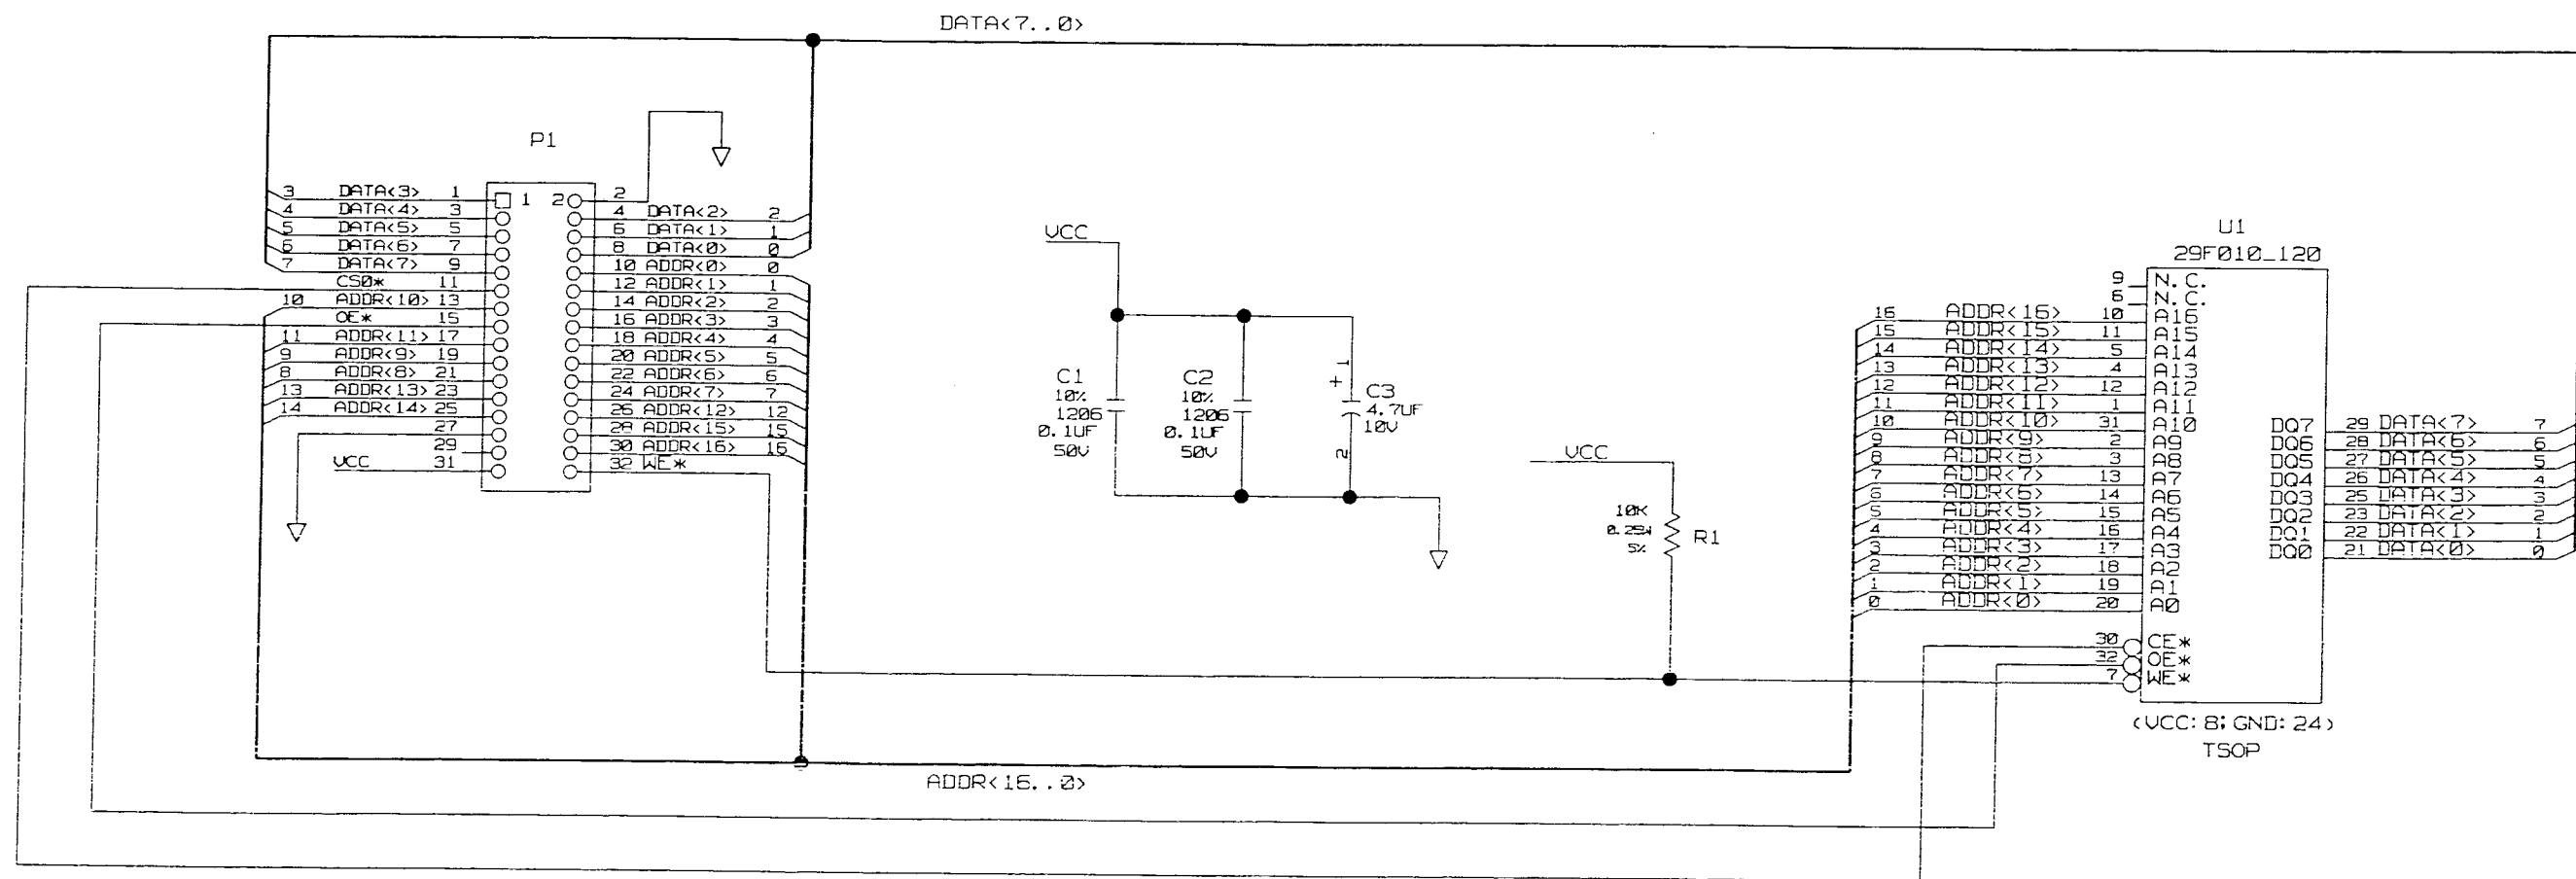 DATA<7..0>
P1
3 DATA<3> 1
4 DATA<4> 3
5 DATA<5> 5
6 DATA<6> 7
7 DATA<7> 9
CS0* 11
10 ADDR<10> 13
OE* 15
11 ADDR<11> 17
9 ADDR<9> 19
8 ADDR<8> 21
13 ADDR<13> 23
14 ADDR<14> 25
27
29
VCC 31
1 2
2
4 DATA<2> 2
6 DATA<1> 1
8 DATA<0> 0
10 ADDR<0> 0
12 ADDR<1> 1
14 ADDR<2> 2
16 ADDR<3> 3
18 ADDR<4> 4
20 ADDR<5> 5
22 ADDR<6> 6
24 ADDR<7> 7
26 ADDR<12> 12
28 ADDR<15> 15
30 ADDR<16> 16
32 WE*
VCC
C1
10%
1206
0.1UF
50V
C2
10%
1206
0.1UF
50V
+ 1
C3
4.7UF
10V
2
VCC
10K
0.25W
5%
R1
U1
29F010_120
9 N.C.
6 N.C.
16 ADDR<16> 10 A16
15 ADDR<15> 11 A15
14 ADDR<14> 5 A14
13 ADDR<13> 4 A13
12 ADDR<12> 12 A12
11 ADDR<11> 1 A11
10 ADDR<10> 31 A10
9 ADDR<9> 2 A9
8 ADDR<8> 3 A8
7 ADDR<7> 13 A7
6 ADDR<6> 14 A6
5 ADDR<5> 15 A5
4 ADDR<4> 16 A4
3 ADDR<3> 17 A3
2 ADDR<2> 18 A2
1 ADDR<1> 19 A1
0 ADDR<0> 20 A0
30 CE*
32 OE*
7 WE*
DQ7 29 DATA<7> 7
DQ6 28 DATA<6> 6
DQ5 27 DATA<5> 5
DQ4 26 DATA<4> 4
DQ3 25 DATA<3> 3
DQ2 23 DATA<2> 2
DQ1 22 DATA<1> 1
DQ0 21 DATA<0> 0
(VCC:8;GND:24)
TSOP
ADDR<16..0>